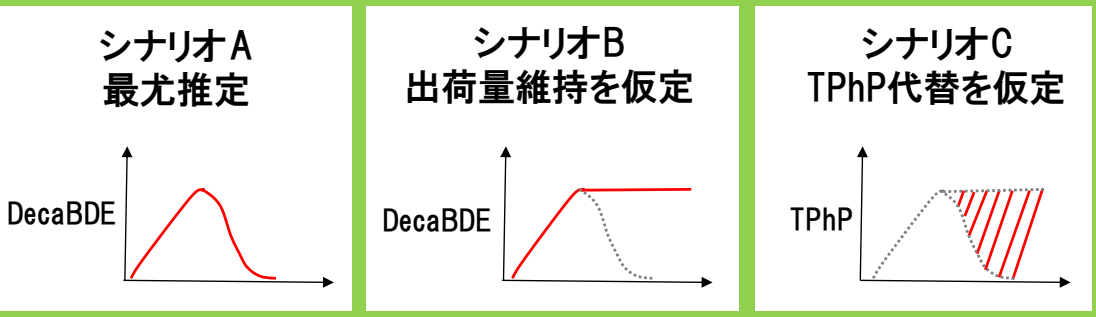 シナリオA
最尤推定
DecaBDE
シナリオB
出荷量維持を仮定
DecaBDE
シナリオC
TPhP代替を仮定
TPhP